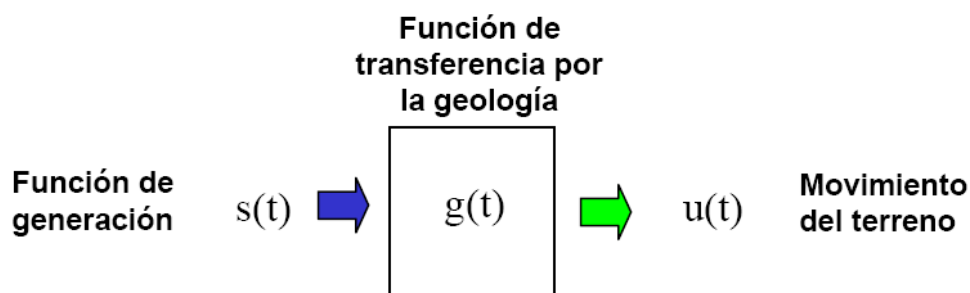 Función de
transferencia por
la geología
Función de
generación
s(t)
g(t)
u(t)
Movimiento
del terreno